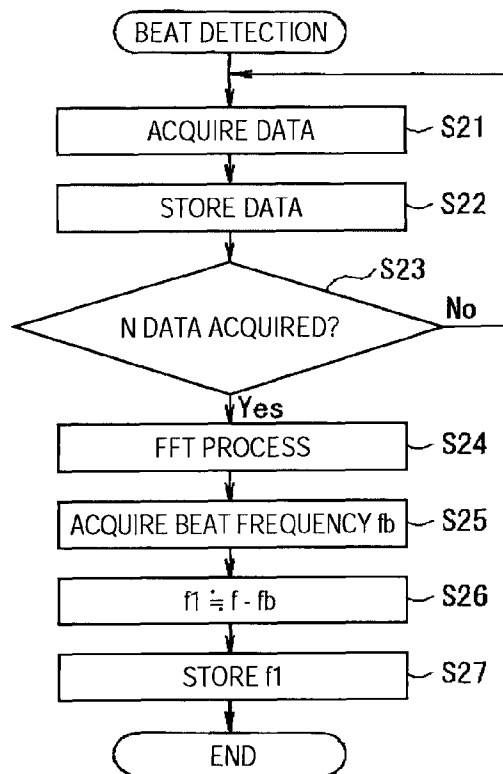 BEAT DETECTION
ACQUIRE DATA
S21
STORE DATA
S22
S23
N DATA ACQUIRED?
No
Yes
FFT PROCESS
S24
ACQUIRE BEAT FREQUENCY fb
S25
f1 ≒ f - fb
S26
STORE f1
S27
END